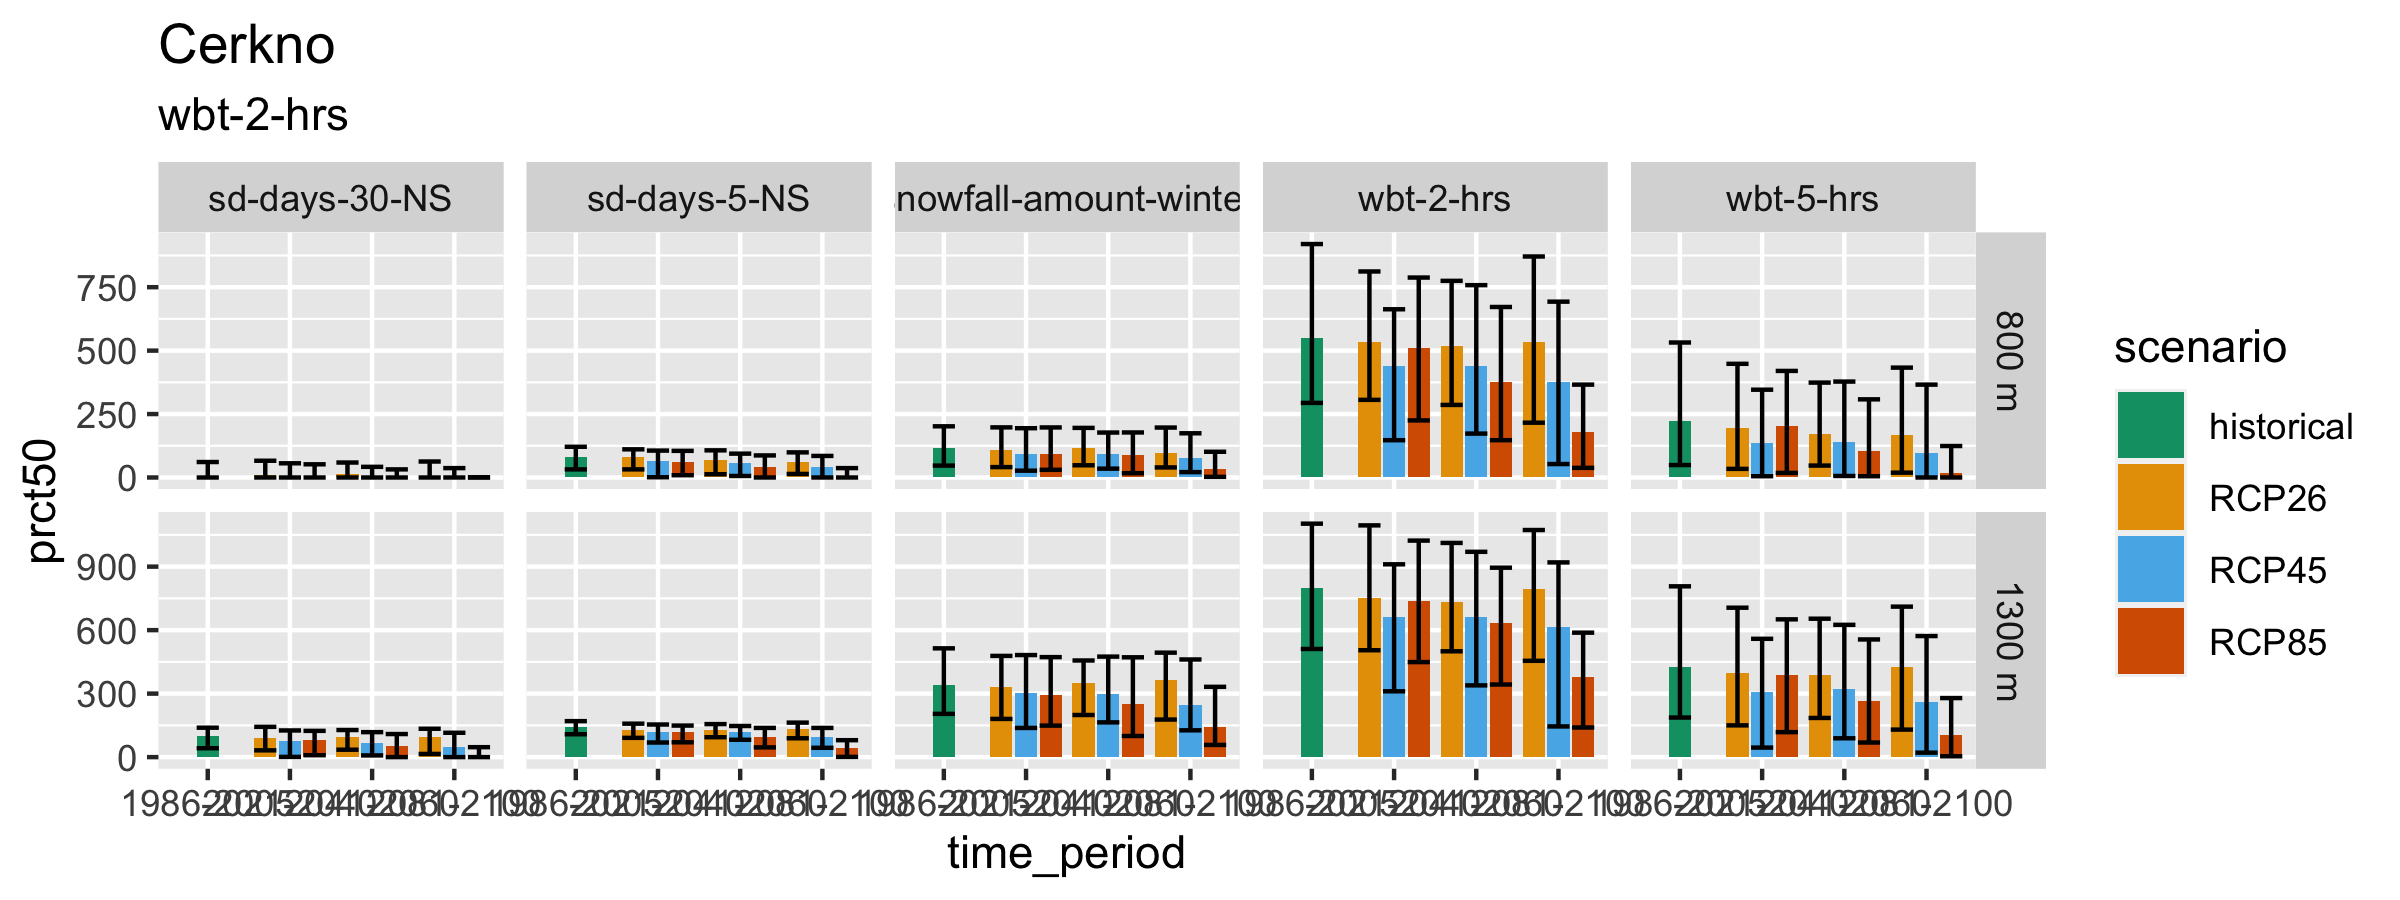 Cerkno
wbt-2-hrs
sd-days-30-NS
sd-days-5-NS
nowfall-amount-winte
wbt-2-hrs
wbt-5-hrs
750
500
250
0
800 m
900
600
300
0
1300 m
prct50
time_period
scenario
historical
RCP26
RCP45
RCP85